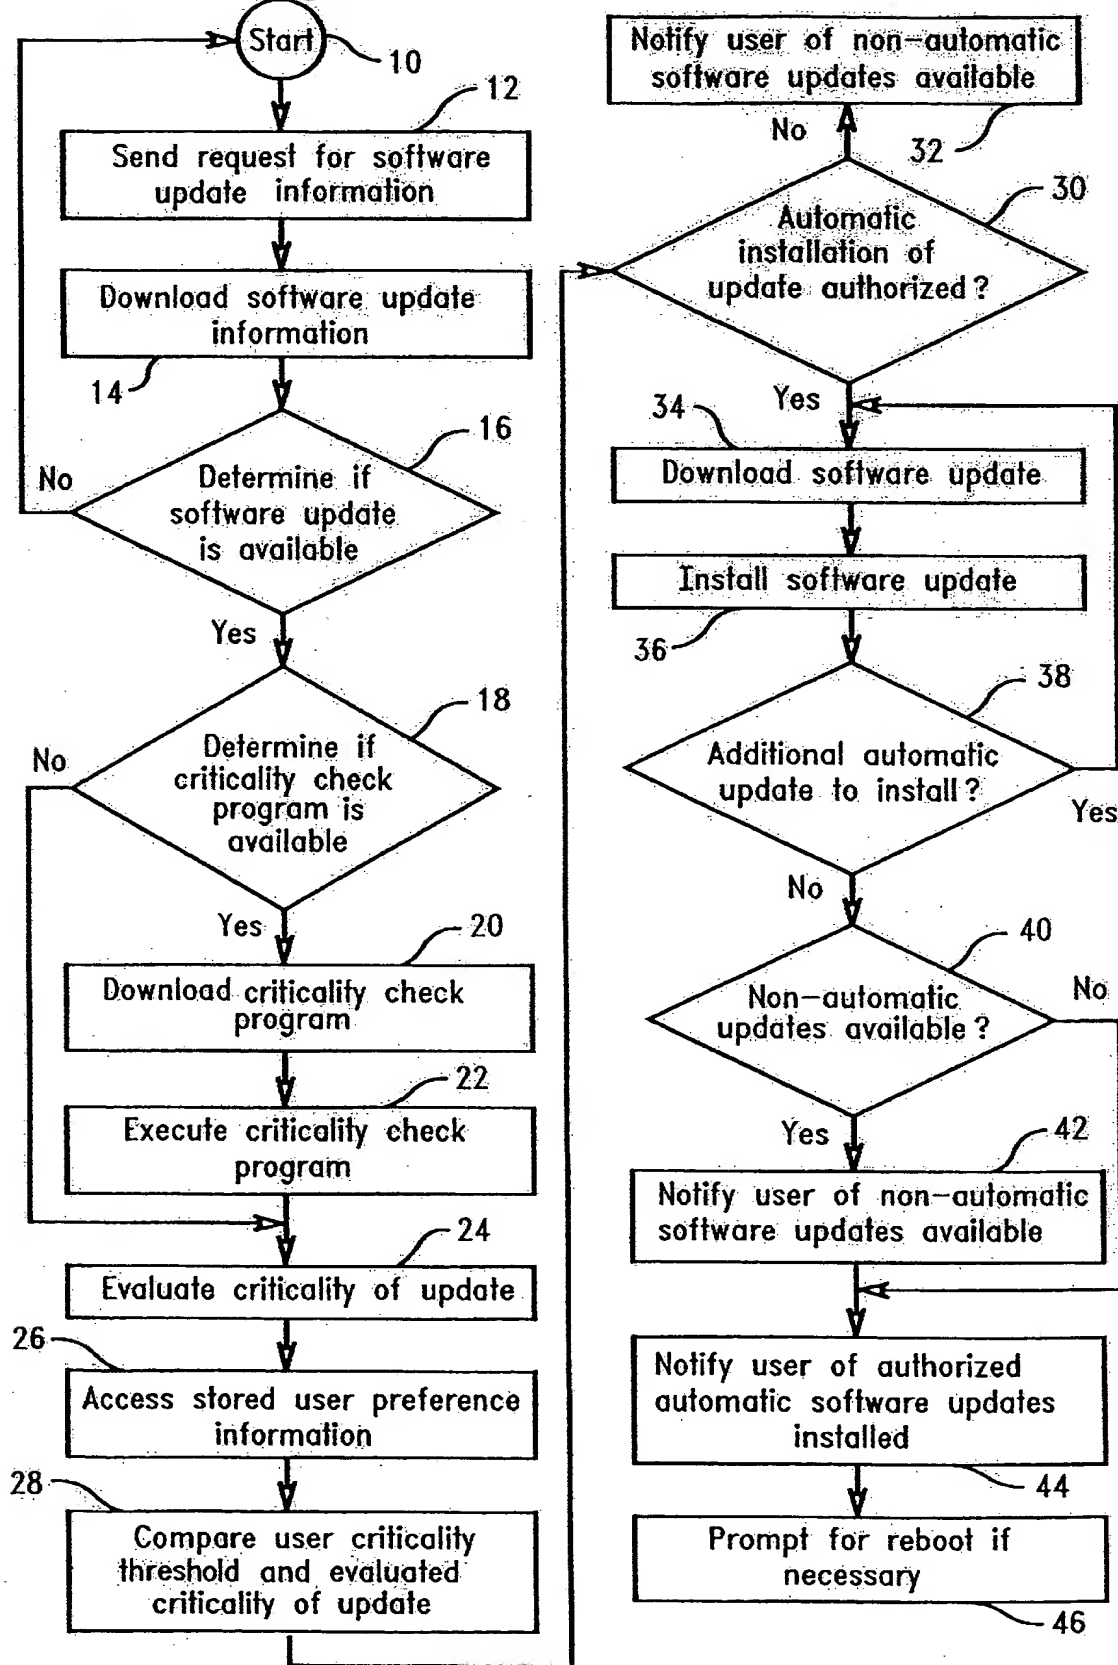 Start
10
12
Send request for software
update information
Download software update
information
14
16
No
Determine if
software update
is available
Yes
18
No
Determine if
criticality check
program is
available
Yes
20
Download criticality check
program
22
Execute criticality check
program
24
Evaluate criticality of update
26
Access stored user preference
information
28
Compare user criticality
threshold and evaluated
criticality of update
Notify user of non-automatic
software updates available
No
32
30
Automatic
installation of
update authorized?
Yes
34
Download software update
Install software update
36
38
Additional automatic
update to install?
Yes
No
40
Non-automatic
updates available?
No
Yes
42
Notify user of non-automatic
software updates available
Notify user of authorized
automatic software updates
installed
44
Prompt for reboot if
necessary
46